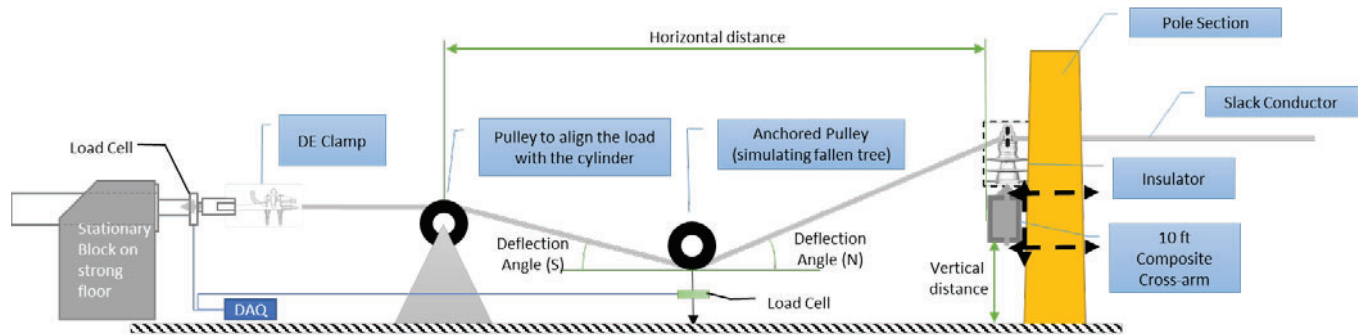 Horizontal distance
Pole Section
Slack Conductor
DE Clamp
Load Cell
Pulley to align the load
with the cylinder
Anchored Pulley
(simulating fallen tree)
Insulator
Stationary
Block on
strong
floor
Deflection
Angle (S)
Deflection
Angle (N)
10 ft
Composite
Cross-arm
Vertical
distance
DAQ
Load Cell